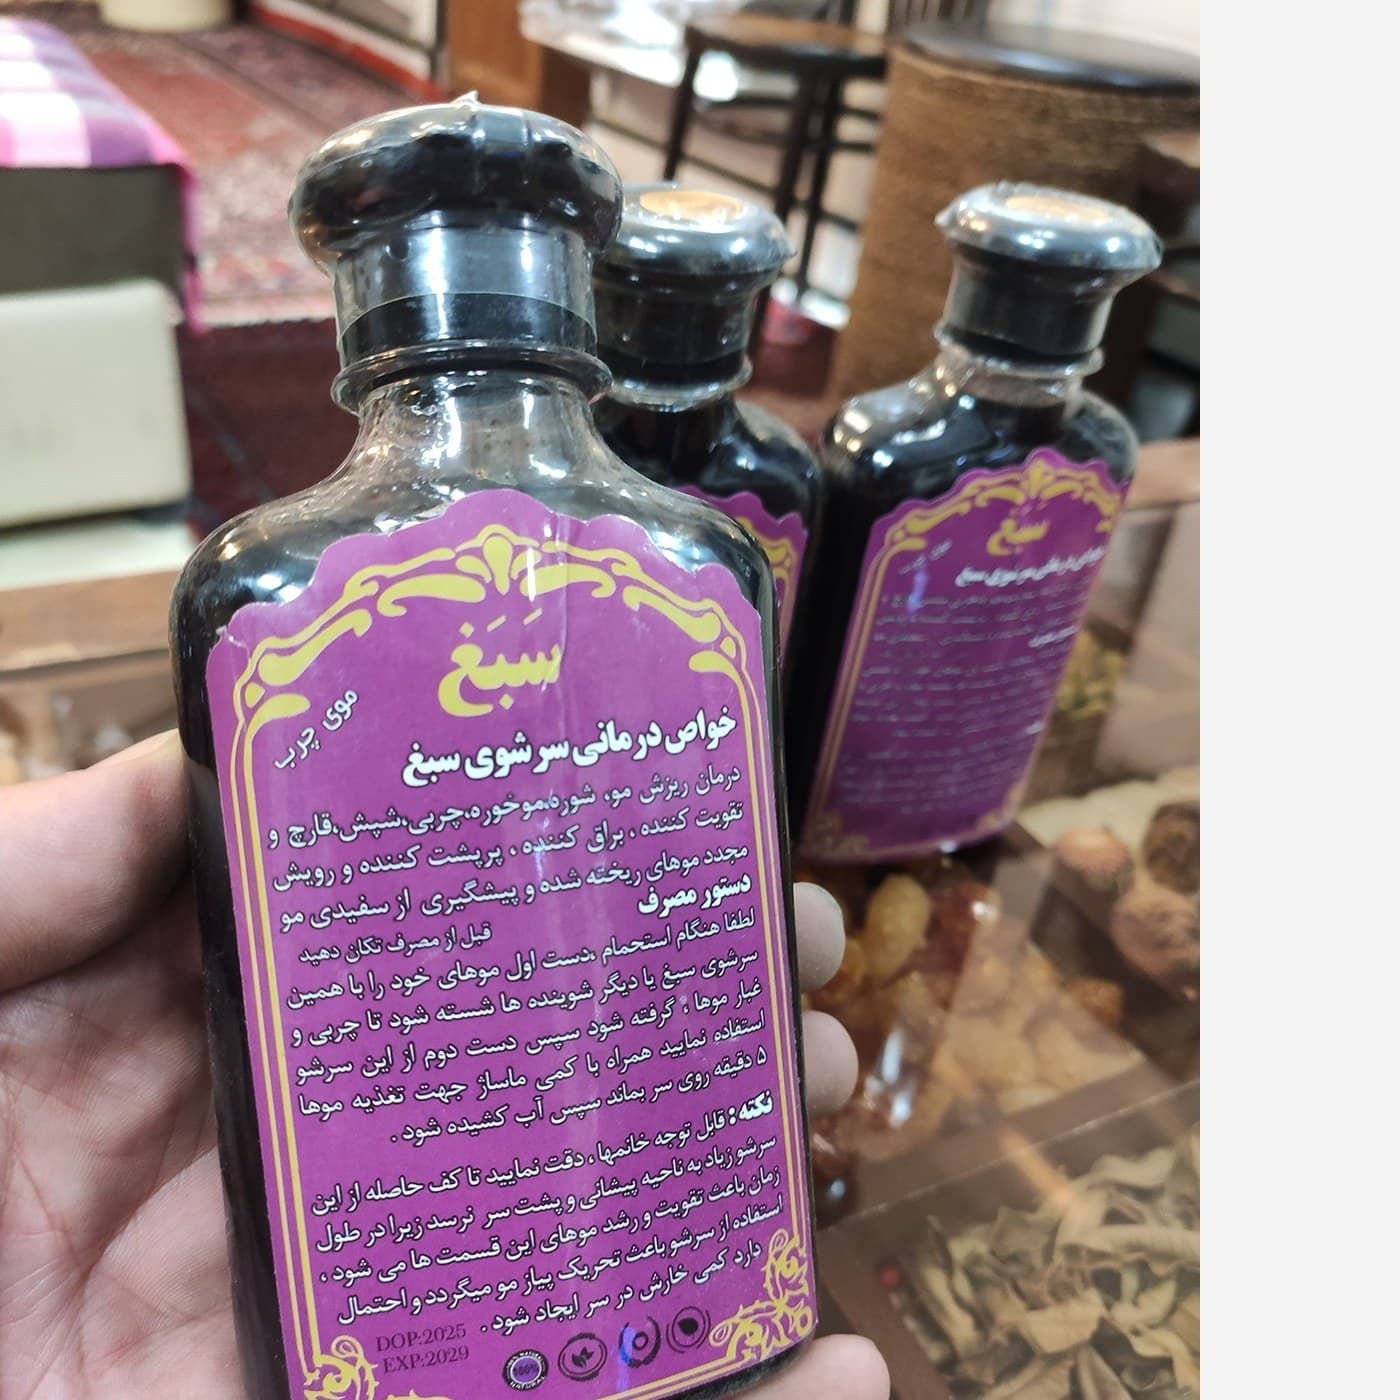 سَبَغ
موی چرب
خواص درمانی سرشوی سبغ
درمان ریزش مو، شوره،موخوره،چربی،شپش،قارچ و
تقویت کننده ، براق کننده ، پرپشت کننده و رویش
مجدد موهای ریخته شده و پیشگیری از سفیدی مو
دستور مصرف
قبل از مصرف تکان دهید
لطفا هنگام استحمام ،دست اول موهای خود را با همین
سرشوی سبغ یا دیگر شوینده ها شسته شود تا چربی و
غبار موها ؛ گرفته شود سپس دست دوم از این سرشو
استفاده نمایید همراه با کمی ماساژ جهت تغذیه موها
۵ دقیقه روی سر بماند سپس آب کشیده شود .
نکته : قابل توجه خانمها ، دقت نمایید تا کف حاصله از این
سرشو زیاد به ناحیه پیشانی و پشت سر نرسد زیرا در طول
زمان باعث تقویت و رشد موهای این قسمت ها می شود ،
استفاده از سرشو باعث تحریک پیاز مو میگردد و احتمال
دارد کمی خارش در سر ایجاد شود .
DOP:2025
EXP:2029
100%
NATURAL
سبغ
خواص درمانی سرشوی سبغ